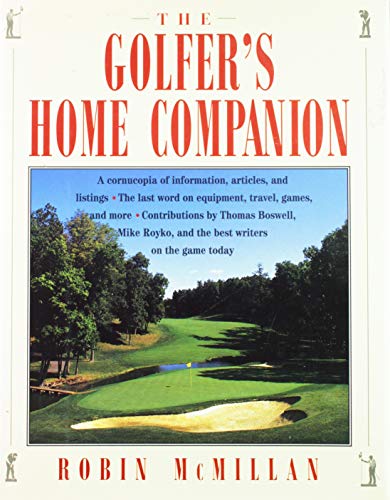 THE
GOLFER'S
HOME COMPANION
A cornucopia of information, articles, and
listings • The last word on equipment, travel, games,
and more • Contributions by Thomas Boswell,
Mike Royko, and the best writers
on the game today
ROBIN McMILLAN